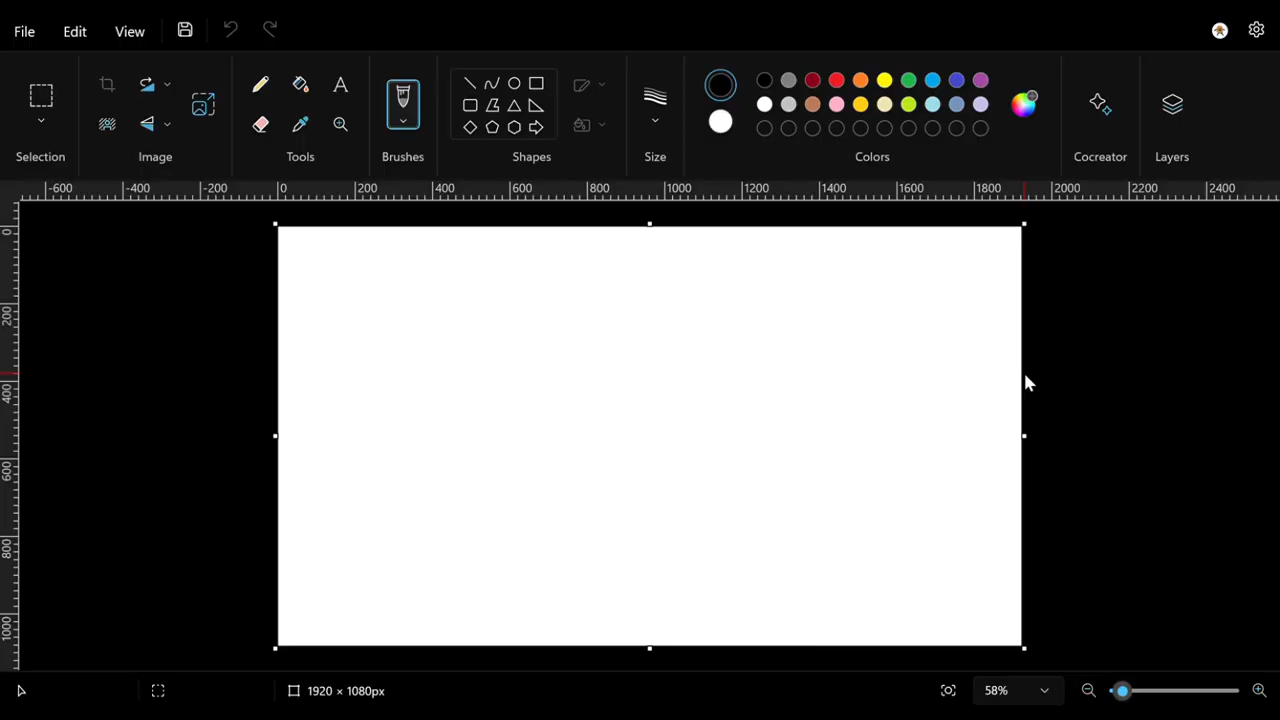 File Edit View
Selection Image Tools Brushes Shapes Size Colors Cocreator Layers
-600 -400 -200 0 200 400 600 800 1000 1200 1400 1600 1800 2000 2200 2400
0
200
400
600
800
1000
1920 × 1080px 58%